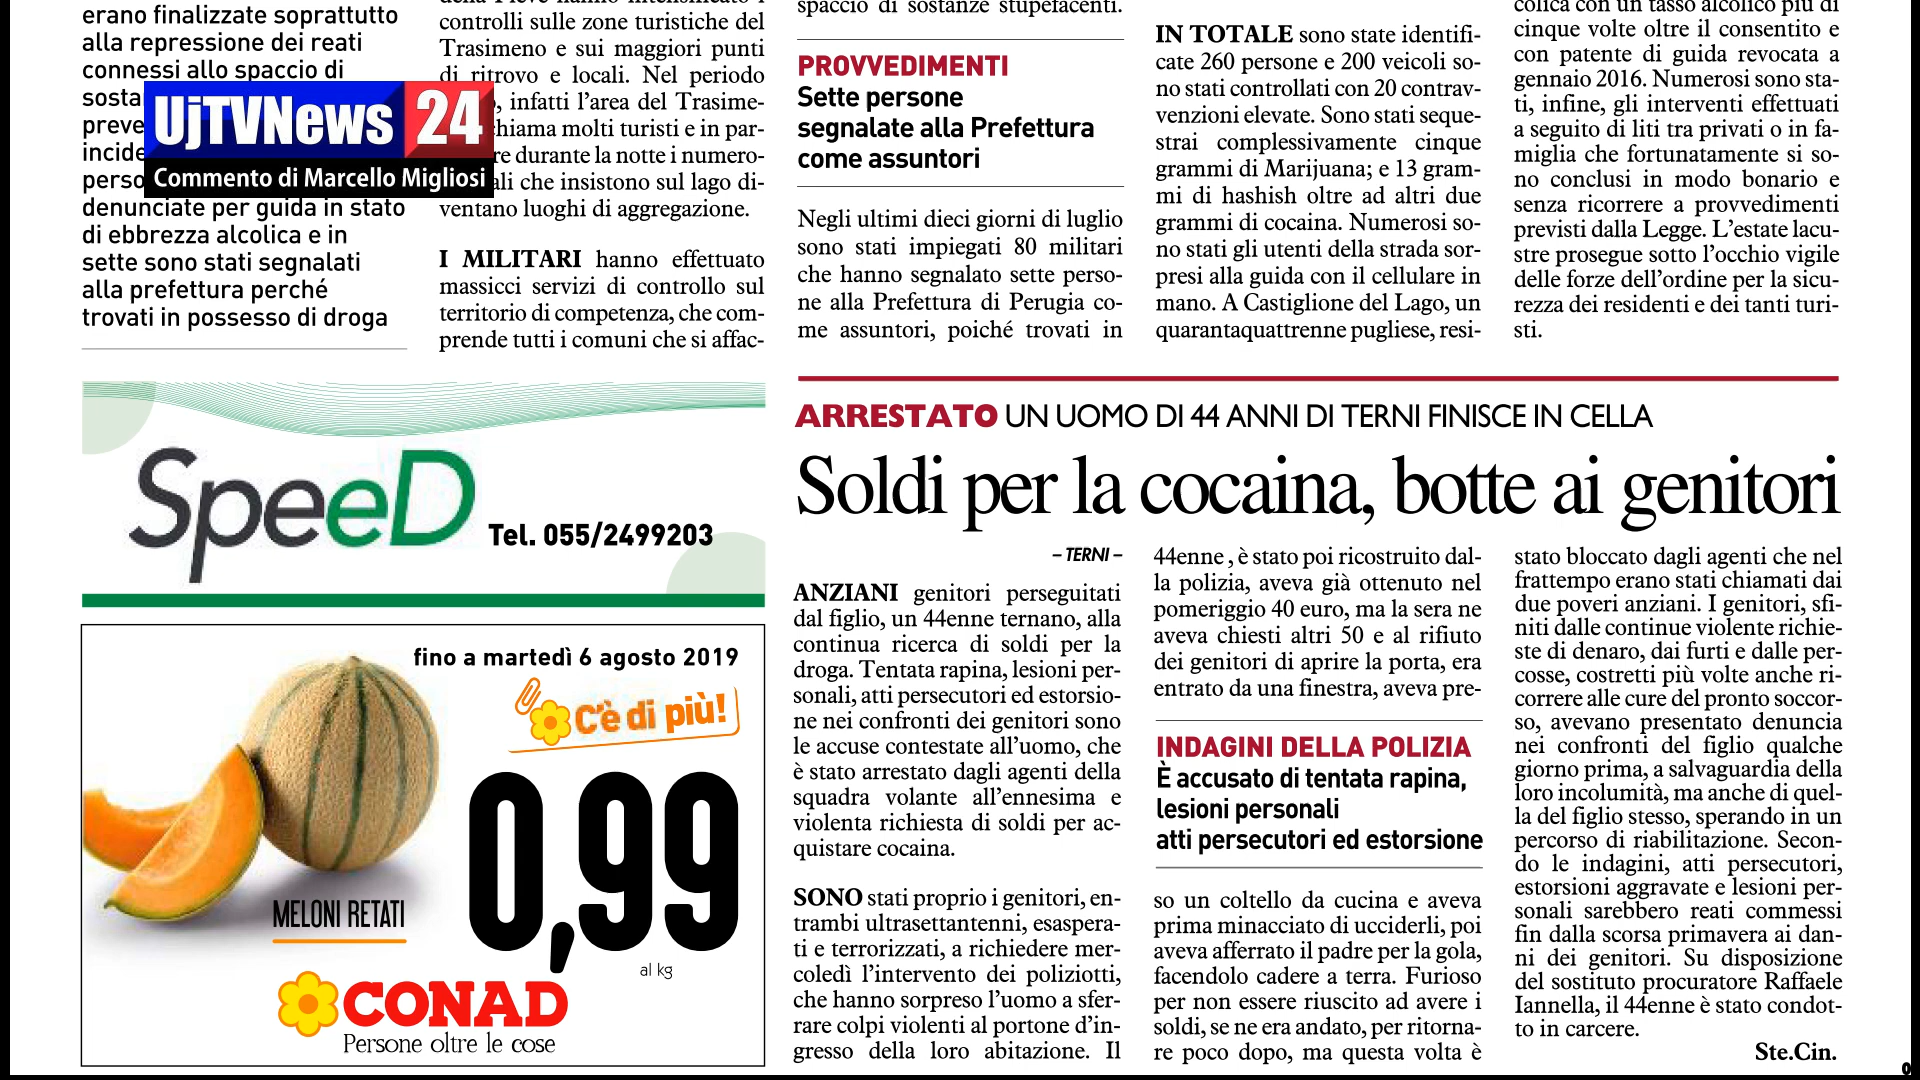 erano finalizzate soprattutto
alla repressione dei reati
connessi allo spaccio di
sosta
preve
incide
perso
denunciate per guida in stato
di ebbrezza alcolica e in
sette sono stati segnalati
alla prefettura perché
trovati in possesso di droga
UjTVNews 24
Commento di Marcello Migliosi
controlli sulle zone turistiche del
Trasimeno e sui maggiori punti
di ritrovo e locali. Nel periodo
, infatti l'area del Trasime-
chiama molti turisti e in par-
re durante la notte i numero-
ali che insistono sul lago di-
ventano luoghi di aggregazione.
I MILITARI hanno effettuato
massicci servizi di controllo sul
territorio di competenza, che com-
prende tutti i comuni che si affac-
spaccio di sostanze stupefacenti.
PROVVEDIMENTI
Sette persone
segnalate alla Prefettura
come assuntori
Negli ultimi dieci giorni di luglio
sono stati impiegati 80 militari
che hanno segnalato sette perso-
ne alla Prefettura di Perugia co-
me assuntori, poiché trovati in
IN TOTALE sono state identifi-
cate 260 persone e 200 veicoli so-
no stati controllati con 20 contrav-
venzioni elevate. Sono stati seque-
strai complessivamente cinque
grammi di Marijuana; e 13 gram-
mi di hashish oltre ad altri due
grammi di cocaina. Numerosi so-
no stati gli utenti della strada sor-
presi alla guida con il cellulare in
mano. A Castiglione del Lago, un
quarantaquattrenne pugliese, resi-
colica con un tasso alcolico più di
cinque volte oltre il consentito e
con patente di guida revocata a
gennaio 2016. Numerosi sono sta-
ti, infine, gli interventi effettuati
a seguito di liti tra privati o in fa-
miglia che fortunatamente si so-
no conclusi in modo bonario e
senza ricorrere a provvedimenti
previsti dalla Legge. L'estate lacu-
stre prosegue sotto l'occhio vigile
delle forze dell'ordine per la sicu-
rezza dei residenti e dei tanti turi-
sti.
SpeeD
Tel. 055/2499203
fino a martedì 6 agosto 2019
C'è di più!
0,99
al kg
MELONI RETATI
CONAD
Persone oltre le cose
ARRESTATO UN UOMO DI 44 ANNI DI TERNI FINISCE IN CELLA
Soldi per la cocaina, botte ai genitori
– TERNI –
ANZIANI genitori perseguitati
dal figlio, un 44enne ternano, alla
continua ricerca di soldi per la
droga. Tentata rapina, lesioni per-
sonali, atti persecutori ed estorsio-
ne nei confronti dei genitori sono
le accuse contestate all'uomo, che
è stato arrestato dagli agenti della
squadra volante all'ennesima e
violenta richiesta di soldi per ac-
quistare cocaina.
SONO stati proprio i genitori, en-
trambi ultrasettantenni, esaspera-
ti e terrorizzati, a richiedere mer-
coledì l'intervento dei poliziotti,
che hanno sorpreso l'uomo a sfer-
rare colpi violenti al portone d'in-
gresso della loro abitazione. Il
44enne , è stato poi ricostruito dal-
la polizia, aveva già ottenuto nel
pomeriggio 40 euro, ma la sera ne
aveva chiesti altri 50 e al rifiuto
dei genitori di aprire la porta, era
entrato da una finestra, aveva pre-
INDAGINI DELLA POLIZIA
È accusato di tentata rapina,
lesioni personali
atti persecutori ed estorsione
so un coltello da cucina e aveva
prima minacciato di ucciderli, poi
aveva afferrato il padre per la gola,
facendolo cadere a terra. Furioso
per non essere riuscito ad avere i
soldi, se ne era andato, per ritorna-
re poco dopo, ma questa volta è
stato bloccato dagli agenti che nel
frattempo erano stati chiamati dai
due poveri anziani. I genitori, sfi-
niti dalle continue violente richie-
ste di denaro, dai furti e dalle per-
cosse, costretti più volte anche ri-
correre alle cure del pronto soccor-
so, avevano presentato denuncia
nei confronti del figlio qualche
giorno prima, a salvaguardia della
loro incolumità, ma anche di quel-
la del figlio stesso, sperando in un
percorso di riabilitazione. Secon-
do le indagini, atti persecutori,
estorsioni aggravate e lesioni per-
sonali sarebbero reati commessi
fin dalla scorsa primavera ai dan-
ni dei genitori. Su disposizione
del sostituto procuratore Raffaele
Iannella, il 44enne è stato condot-
to in carcere.
Ste.Cin.